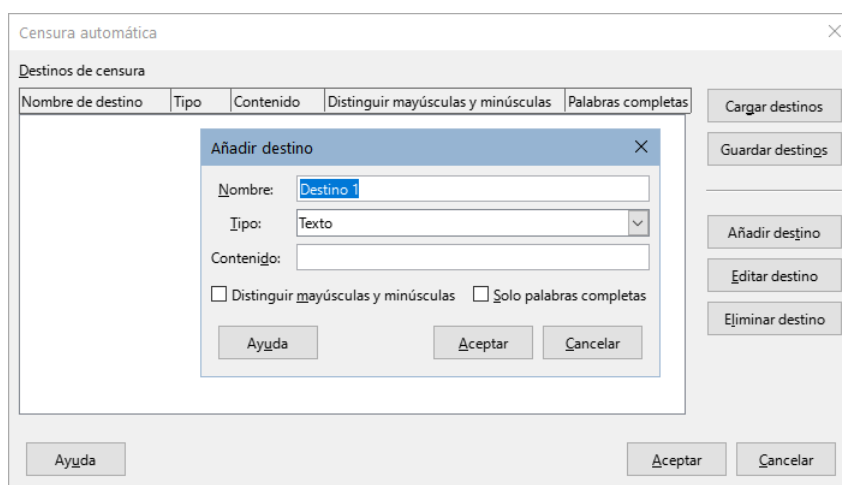 Censura automática
Destinos de censura
Nombre de destino Tipo Contenido Distinguir mayúsculas y minúsculas Palabras completas
Cargar destinos
Guardar destinos
Añadir destino
Editar destino
Eliminar destino
Añadir destino
Nombre: Destino 1
Tipo: Texto
Contenido:
Distinguir mayúsculas y minúsculas Solo palabras completas
Ayuda Aceptar Cancelar
Ayuda Aceptar Cancelar